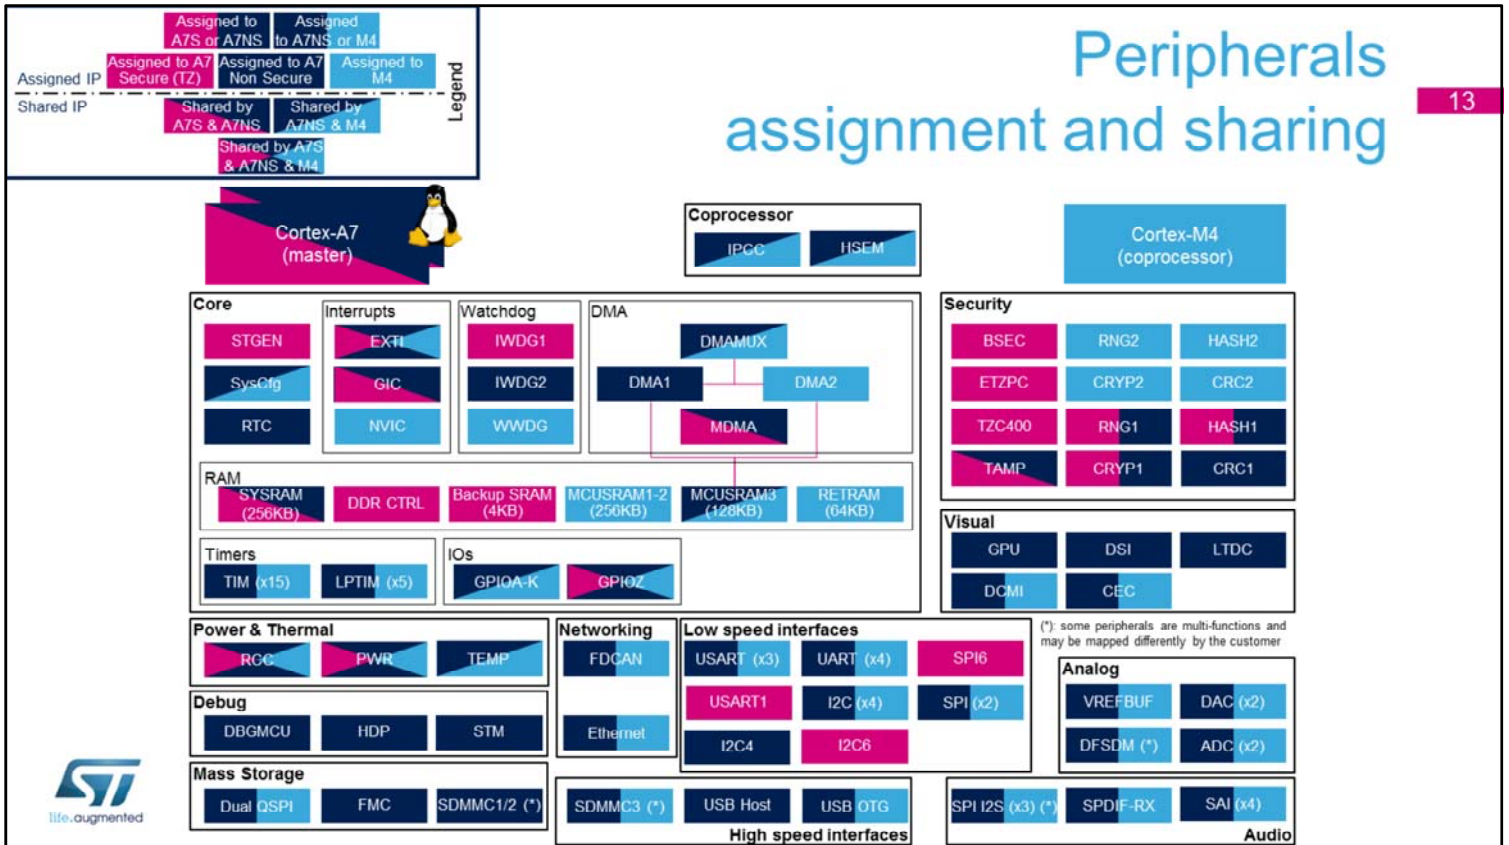 Assigned to
A7S or A7NS
Assigned
to A7NS or M4
Assigned IP
Assigned to A7
Secure (TZ)
Assigned to A7
Non Secure
Assigned to
M4
Shared IP
Shared by
A7S & A7NS
Shared by
A7NS & M4
Shared by A7S
& A7NS & M4
Legend
Peripherals
assignment and sharing
13
Cortex-A7
(master)
Coprocessor
IPCC
HSEM
Cortex-M4
(coprocessor)
Core
STGEN
SysCfg
RTC
Interrupts
EXTI
GIC
NVIC
Watchdog
IWDG1
IWDG2
WWDG
DMA
DMAMUX
DMA1
DMA2
MDMA
RAM
SYSRAM
(256KB)
DDR CTRL
Backup SRAM
(4KB)
MCUSRAM1-2
(256KB)
MCUSRAM3
(128KB)
RETRAM
(64KB)
Timers
TIM (x15)
LPTIM (x5)
IOs
GPIOA-K
GPIOZ
Security
BSEC
RNG2
HASH2
ETZPC
CRYP2
CRC2
TZC400
RNG1
HASH1
TAMP
CRYP1
CRC1
Visual
GPU
DSI
LTDC
DCMI
CEC
Power & Thermal
RCC
PWR
TEMP
Debug
DBGMCU
HDP
STM
Mass Storage
Dual QSPI
FMC
SDMMC1/2 (*)
Networking
FDCAN
Ethernet
Low speed interfaces
USART (x3)
UART (x4)
SPI6
USART1
I2C (x4)
SPI (x2)
I2C4
I2C6
(*): some peripherals are multi-functions and
may be mapped differently by the customer
Analog
VREFBUF
DAC (x2)
DFSDM (*)
ADC (x2)
SDMMC3 (*)
USB Host
USB OTG
High speed interfaces
SPI I2S (x3) (*)
SPDIF-RX
SAI (x4)
Audio
ST
life.augmented